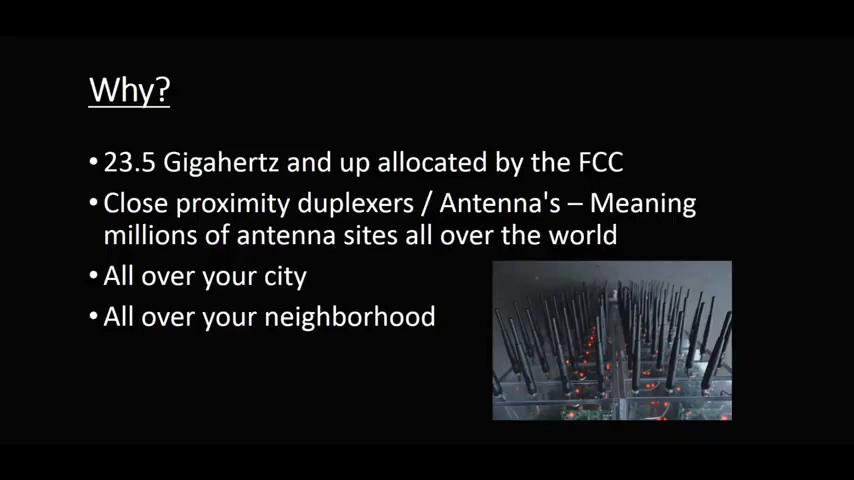 Why?
• 23.5 Gigahertz and up allocated by the FCC
• Close proximity duplexers / Antenna's – Meaning
millions of antenna sites all over the world
• All over your city
• All over your neighborhood